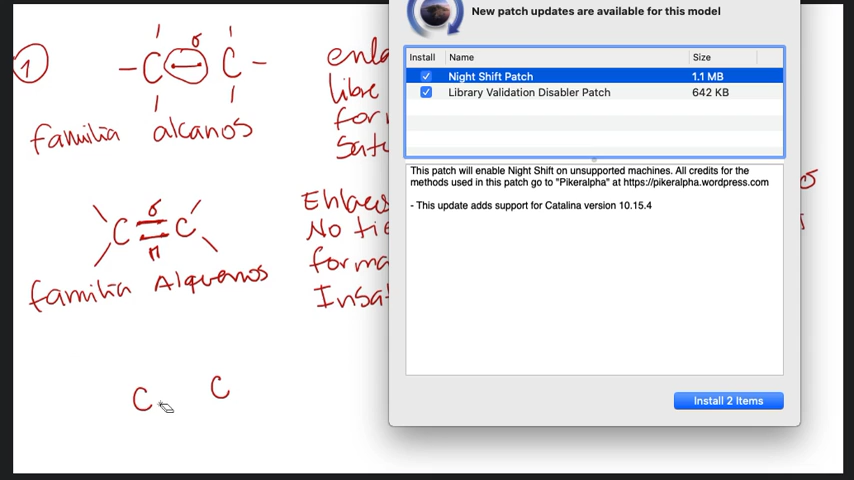 1
σ
C C
familia alcanos
libre
σ
C C
π
No
familia Alquenos
C C
New patch updates are available for this model
Install Name Size
Night Shift Patch 1.1 MB
Library Validation Disabler Patch 642 KB
This patch will enable Night Shift on unsupported machines. All credits for the
methods used in this patch go to "Pikeralpha" at https://pikeralpha.wordpress.com
- This update adds support for Catalina version 10.15.4
Install 2 Items